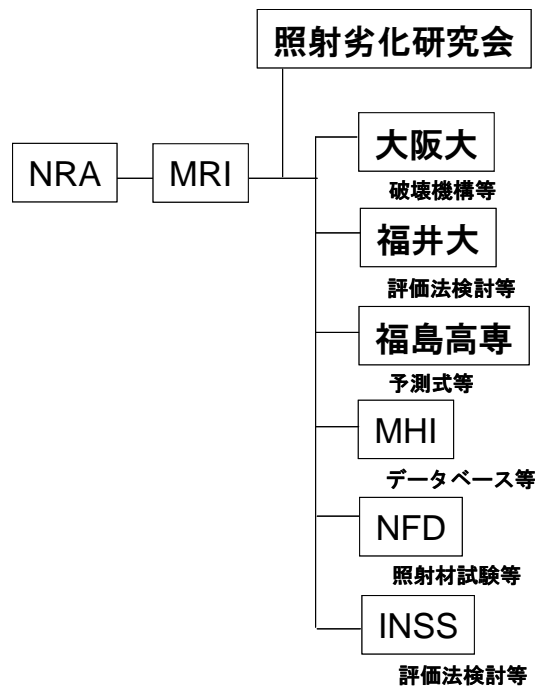 照射劣化研究会
NRA
MRI
大阪大
破壊機構等
福井大
評価法検討等
福島高専
予測式等
MHI
データベース等
NFD
照射材試験等
INSS
評価法検討等